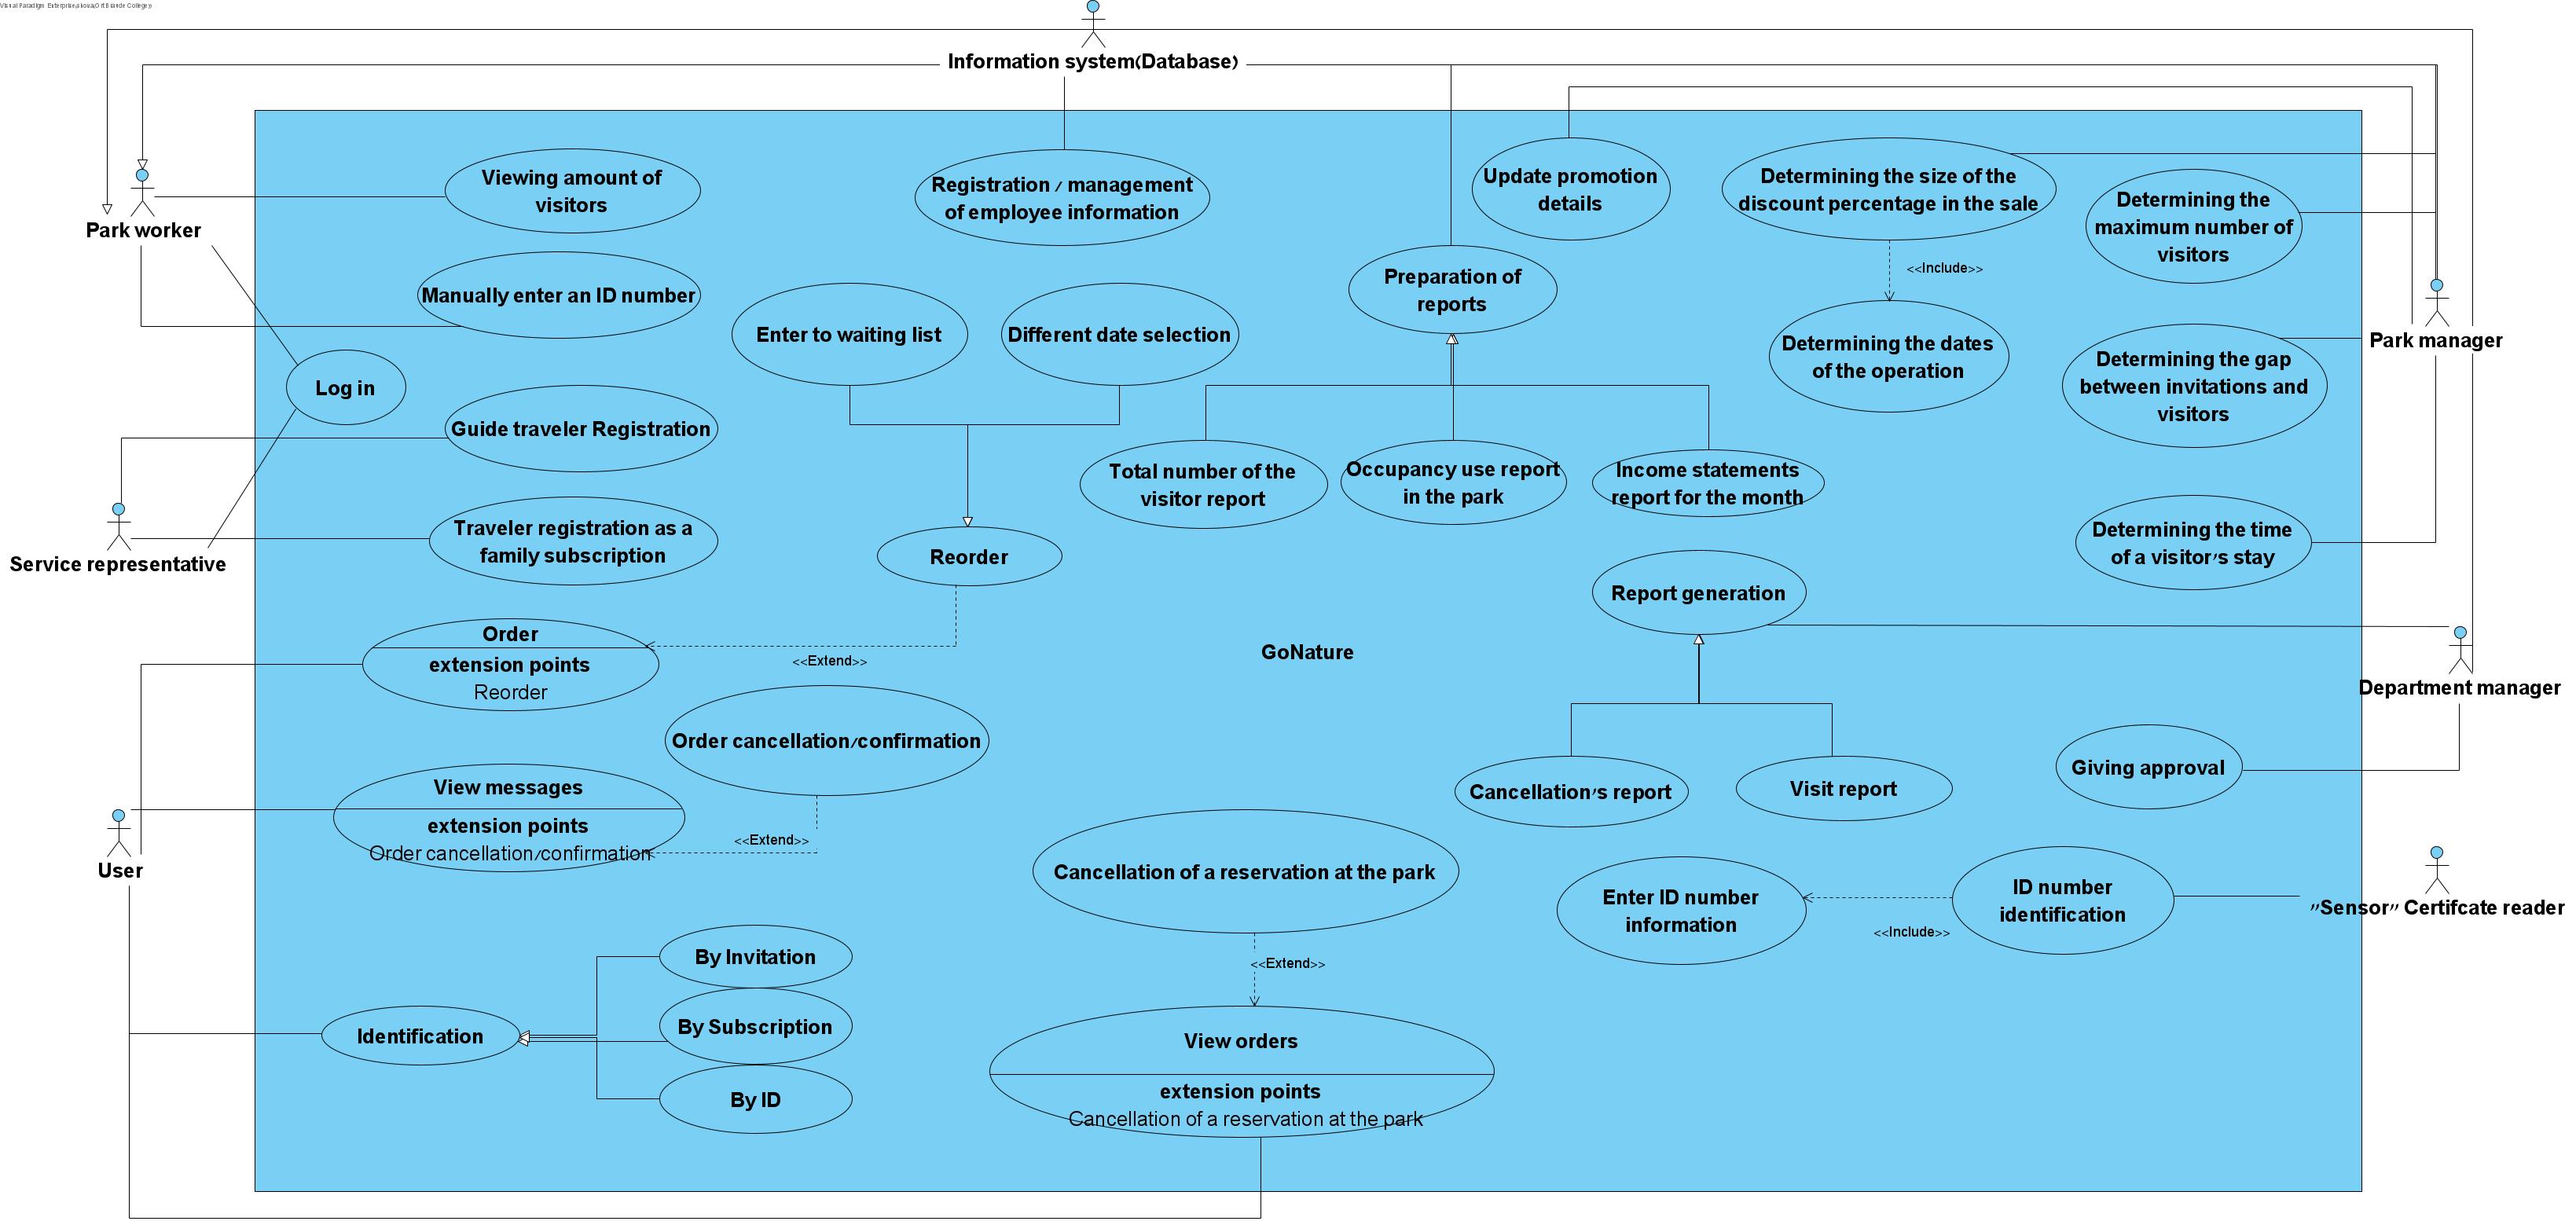 Visual Paradigm Enterprise
Information system(Database)
Viewing amount of
visitors
Registration / management
of employee information
Update promotion
details
Determining the size of the
discount percentage in the sale
Determining the
maximum number of
visitors
Park worker
<<Include>>
Preparation of
reports
Manually enter an ID number
Enter to waiting list
Different date selection
Determining the dates
of the operation
Park manager
Determining the gap
between invitations and
visitors
Log in
Guide traveler Registration
Total number of the
visitor report
Occupancy use report
in the park
Income statements
report for the month
Service representative
Traveler registration as a
family subscription
Reorder
Determining the time
of a visitor's stay
Report generation
Order
extension points
Reorder
<<Extend>>
GoNature
Department manager
Order cancellation/confirmation
Giving approval
View messages
extension points
Order cancellation/confirmation
<<Extend>>
Cancellation's report
Visit report
User
Cancellation of a reservation at the park
Enter ID number
information
ID number
identification
<<Include>>
"Sensor" Certifcate reader
By Invitation
<<Extend>>
Identification
By Subscription
By ID
View orders
extension points
Cancellation of a reservation at the park